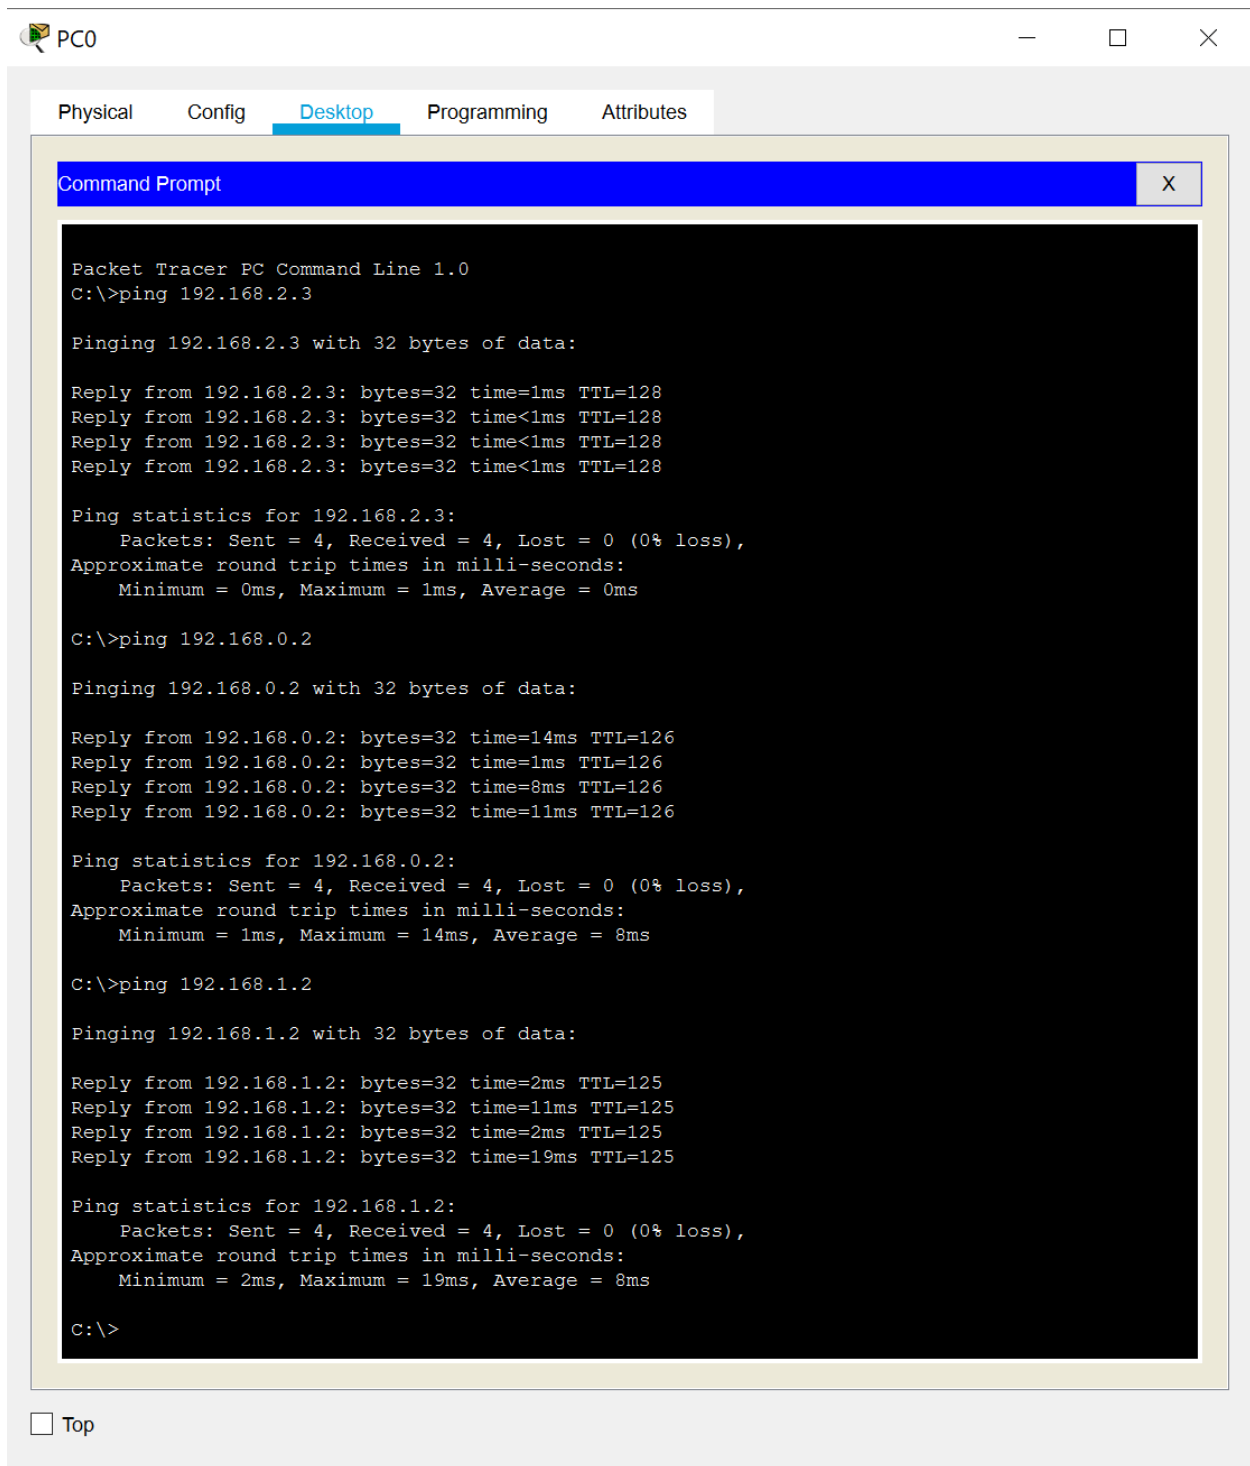 PC0
Physical Config Desktop Programming Attributes
Command Prompt X
Packet Tracer PC Command Line 1.0
C:\>ping 192.168.2.3
Pinging 192.168.2.3 with 32 bytes of data:
Reply from 192.168.2.3: bytes=32 time=1ms TTL=128
Reply from 192.168.2.3: bytes=32 time<1ms TTL=128
Reply from 192.168.2.3: bytes=32 time<1ms TTL=128
Reply from 192.168.2.3: bytes=32 time<1ms TTL=128
Ping statistics for 192.168.2.3:
    Packets: Sent = 4, Received = 4, Lost = 0 (0% loss),
Approximate round trip times in milli-seconds:
    Minimum = 0ms, Maximum = 1ms, Average = 0ms
C:\>ping 192.168.0.2
Pinging 192.168.0.2 with 32 bytes of data:
Reply from 192.168.0.2: bytes=32 time=14ms TTL=126
Reply from 192.168.0.2: bytes=32 time=1ms TTL=126
Reply from 192.168.0.2: bytes=32 time=8ms TTL=126
Reply from 192.168.0.2: bytes=32 time=11ms TTL=126
Ping statistics for 192.168.0.2:
    Packets: Sent = 4, Received = 4, Lost = 0 (0% loss),
Approximate round trip times in milli-seconds:
    Minimum = 1ms, Maximum = 14ms, Average = 8ms
C:\>ping 192.168.1.2
Pinging 192.168.1.2 with 32 bytes of data:
Reply from 192.168.1.2: bytes=32 time=2ms TTL=125
Reply from 192.168.1.2: bytes=32 time=11ms TTL=125
Reply from 192.168.1.2: bytes=32 time=2ms TTL=125
Reply from 192.168.1.2: bytes=32 time=19ms TTL=125
Ping statistics for 192.168.1.2:
    Packets: Sent = 4, Received = 4, Lost = 0 (0% loss),
Approximate round trip times in milli-seconds:
    Minimum = 2ms, Maximum = 19ms, Average = 8ms
C:\>
Top